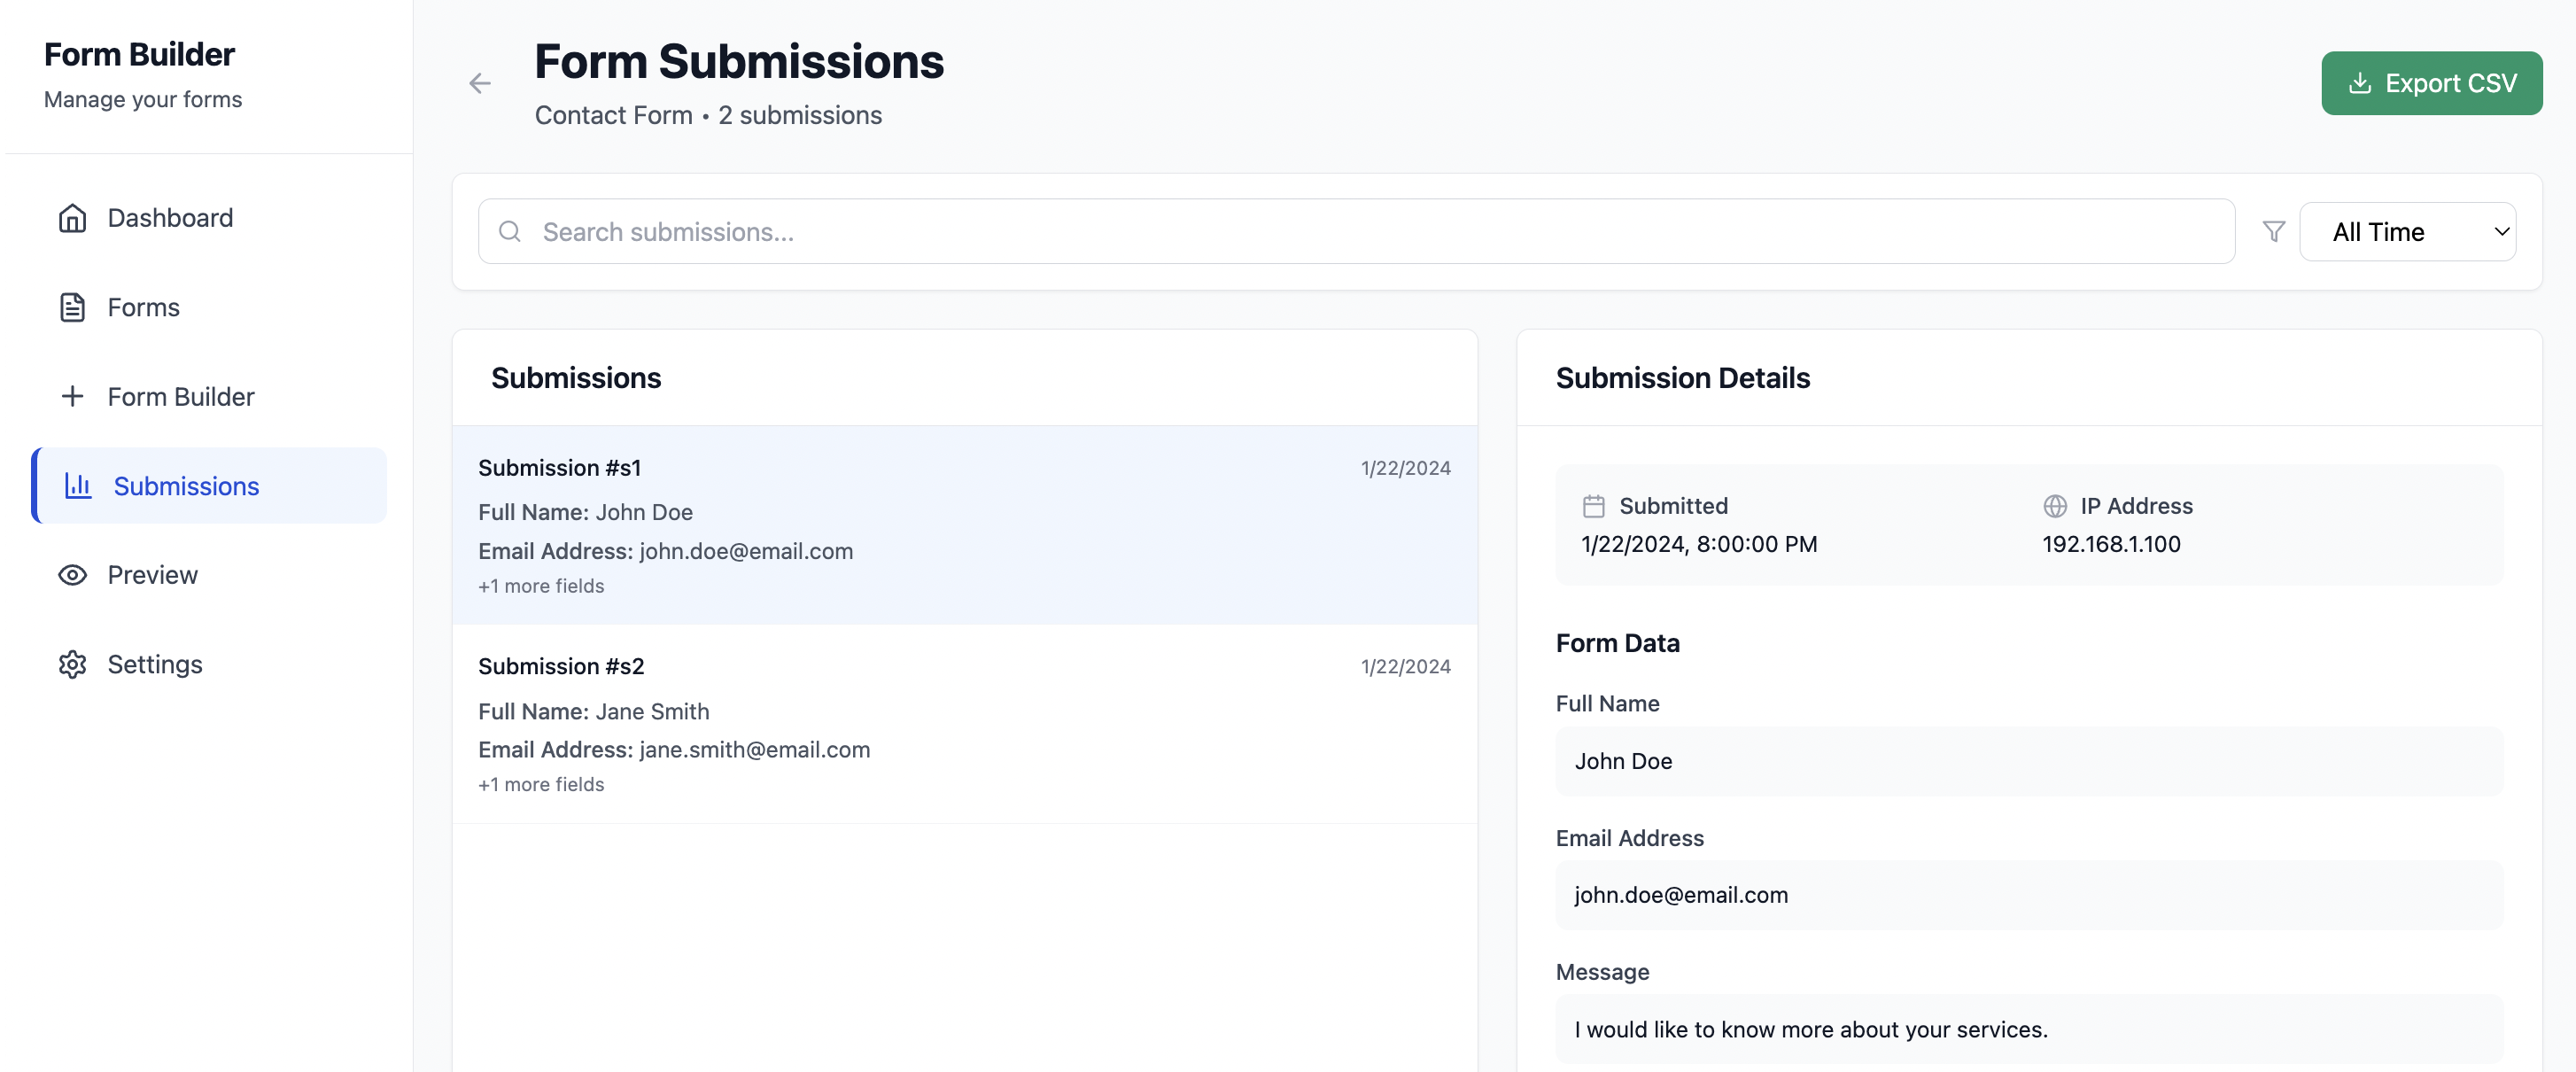 Form Builder
Manage your forms
Dashboard
Forms
Form Builder
Submissions
Preview
Settings
Form Submissions
Contact Form • 2 submissions
Export CSV
Search submissions...
All Time
Submissions
Submission #s1 1/22/2024
Full Name: John Doe
Email Address: john.doe@email.com
+1 more fields
Submission #s2 1/22/2024
Full Name: Jane Smith
Email Address: jane.smith@email.com
+1 more fields
Submission Details
Submitted IP Address
1/22/2024, 8:00:00 PM 192.168.1.100
Form Data
Full Name
John Doe
Email Address
john.doe@email.com
Message
I would like to know more about your services.